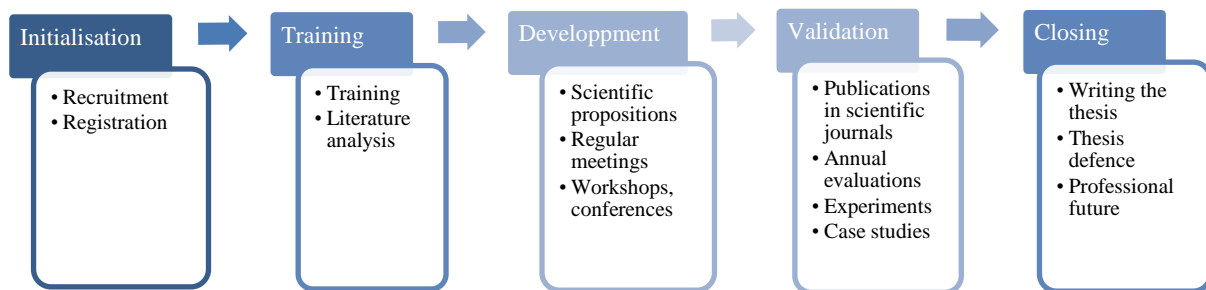 Initialisation
• Recruitment
• Registration
Training
• Training
• Literature
analysis
Developpment
• Scientific
propositions
• Regular
meetings
• Workshops,
conferences
Validation
• Publications
in scientific
journals
• Annual
evaluations
• Experiments
• Case studies
Closing
• Writing the
thesis
• Thesis
defence
• Professional
future